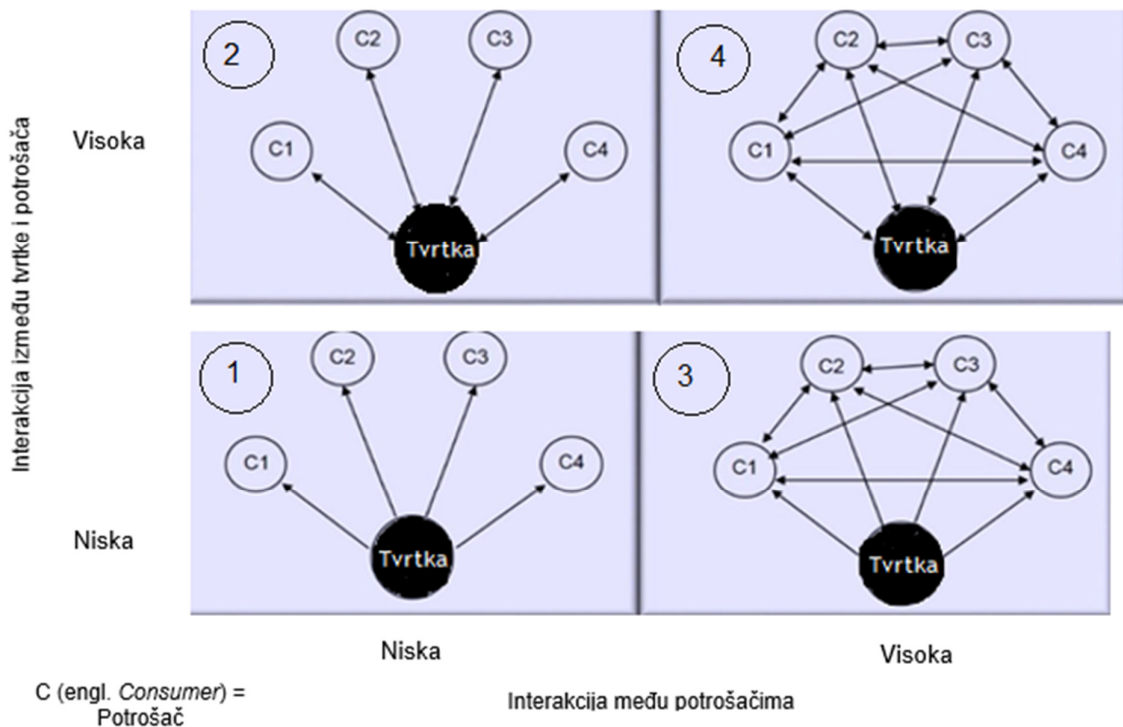 2
C2
C3
C1
C4
Tvrtka
4
C2
C3
C1
C4
Tvrtka
Visoka
Interakcija između tvrtke i potrošača
1
C2
C3
C1
C4
Tvrtka
3
C2
C3
C1
C4
Tvrtka
Niska
Niska
Visoka
C (engl. Consumer) =
Potrošač
Interakcija među potrošačima